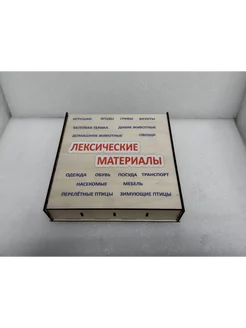 ИГРУШКИ ЯГОДЫ ГРИБЫ ФРУКТЫ
БЫТОВАЯ ТЕХНИКА ДИКИЕ ЖИВОТНЫЕ
ДОМАШНИЕ ЖИВОТНЫЕ ОВОЩИ
ЛЕКСИЧЕСКИЕ
МАТЕРИАЛЫ
ОДЕЖДА ОБУВЬ ПОСУДА ТРАНСПОРТ
НАСЕКОМЫЕ МЕБЕЛЬ
ПЕРЕЛЁТНЫЕ ПТИЦЫ ЗИМУЮЩИЕ ПТИЦЫ